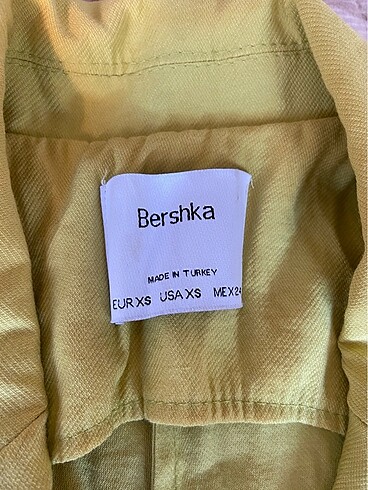 Bershka
MADE IN TURKEY
EUR XS USA XS MEX 24